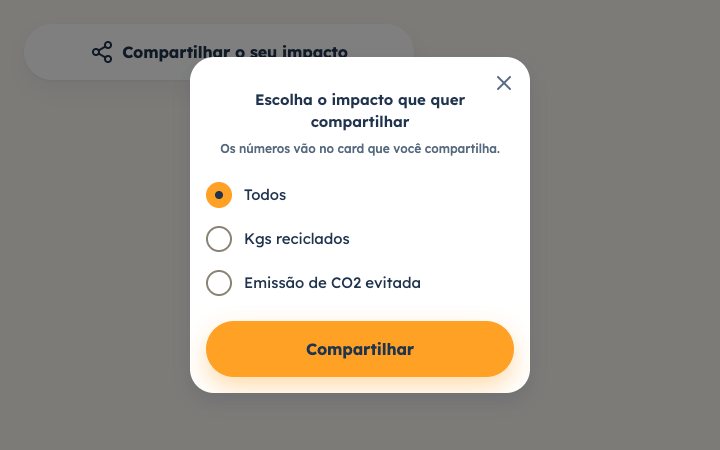 Compartilhar o seu impacto
Escolha o impacto que quer
compartilhar
Os números vão no card que você compartilha.
Todos
Kgs reciclados
Emissão de CO2 evitada
Compartilhar